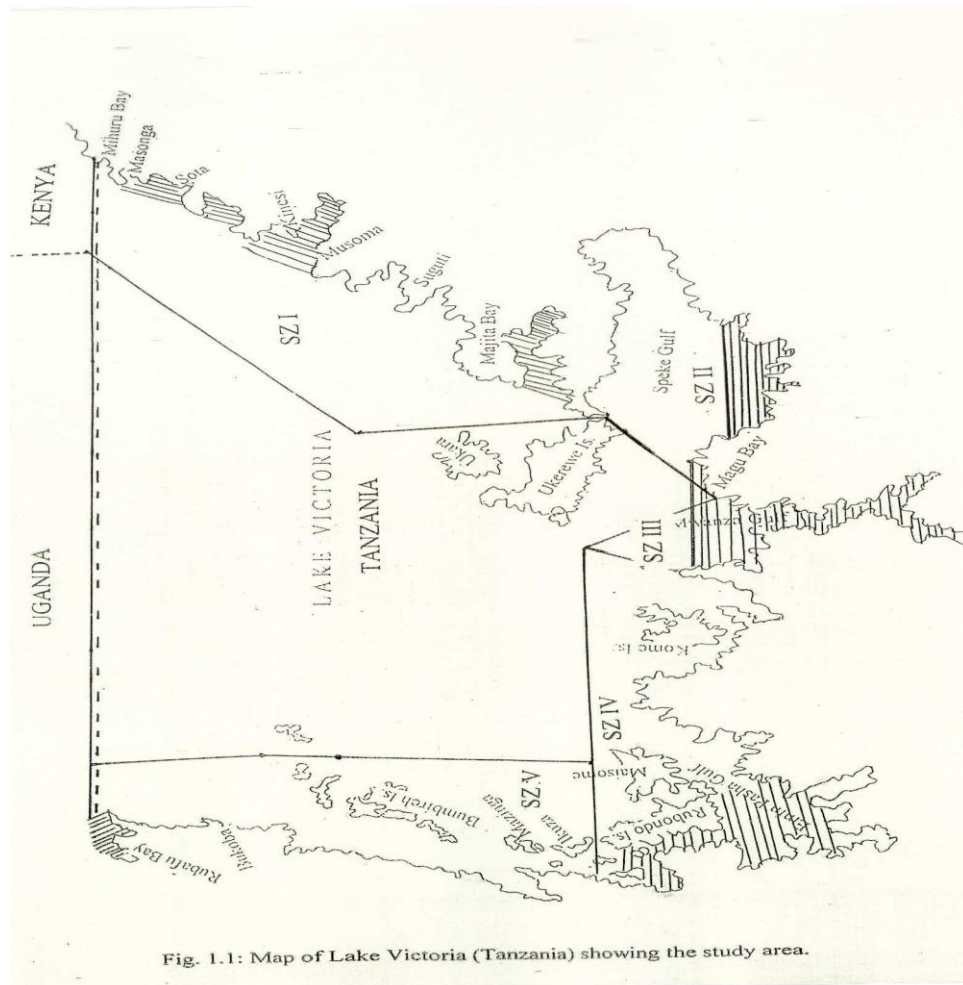 Mihuru Bay
Masonga
Sota
KENYA
Kinesi
Musoma
Suguti
SZ I
Majita Bay
Speke Gulf
SZ II
Magu Bay
Ukara
Ukerewe Is.
LAKE VICTORIA
TANZANIA
UGANDA
SZ III
Kome Is.
SZ IV
Maisome
SZ.V
Emin Pasha Gulf
Rubondo Is.
Ikuza
Mazinga
Bumbireh Is.
Bukoba
Rubafu Bay
Fig. 1.1: Map of Lake Victoria (Tanzania) showing the study area.